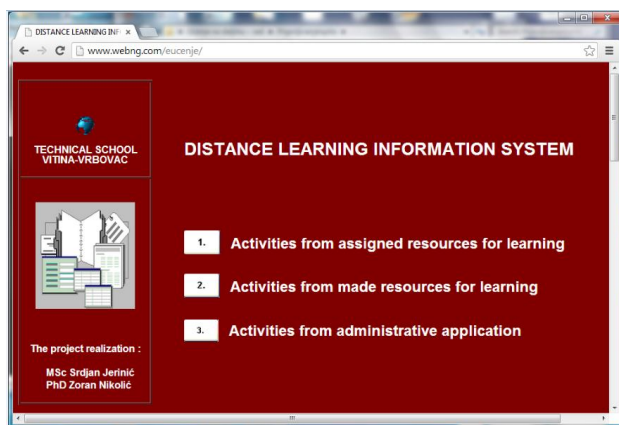 DISTANCE LEARNING INF
www.webng.com/eucenje/
TECHNICAL SCHOOL
VITINA-VRBOVAC
The project realization :
MSc Srdjan Jerinić
PhD Zoran Nikolić
DISTANCE LEARNING INFORMATION SYSTEM
1. Activities from assigned resources for learning
2. Activities from made resources for learning
3. Activities from administrative application